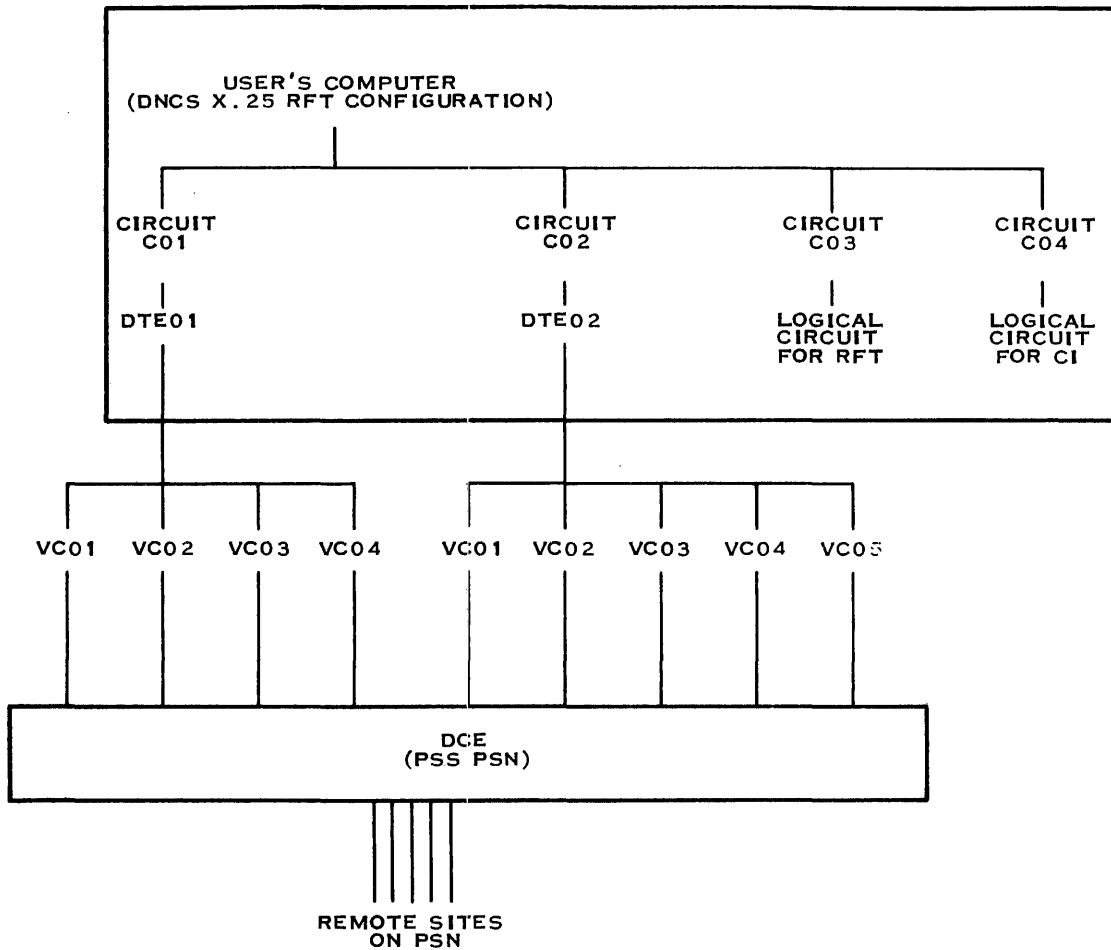 USER'S COMPUTER
(DNCS X.25 RFT CONFIGURATION)
CIRCUIT
C01
CIRCUIT
C02
CIRCUIT
C03
CIRCUIT
C04
DTE01
DTE02
LOGICAL
CIRCUIT
FOR RFT
LOGICAL
CIRCUIT
FOR CI
VC01 VC02 VC03 VC04 VC01 VC02 VC03 VC04 VC05
DCE
(PSS PSN)
REMOTE SITES
ON PSN